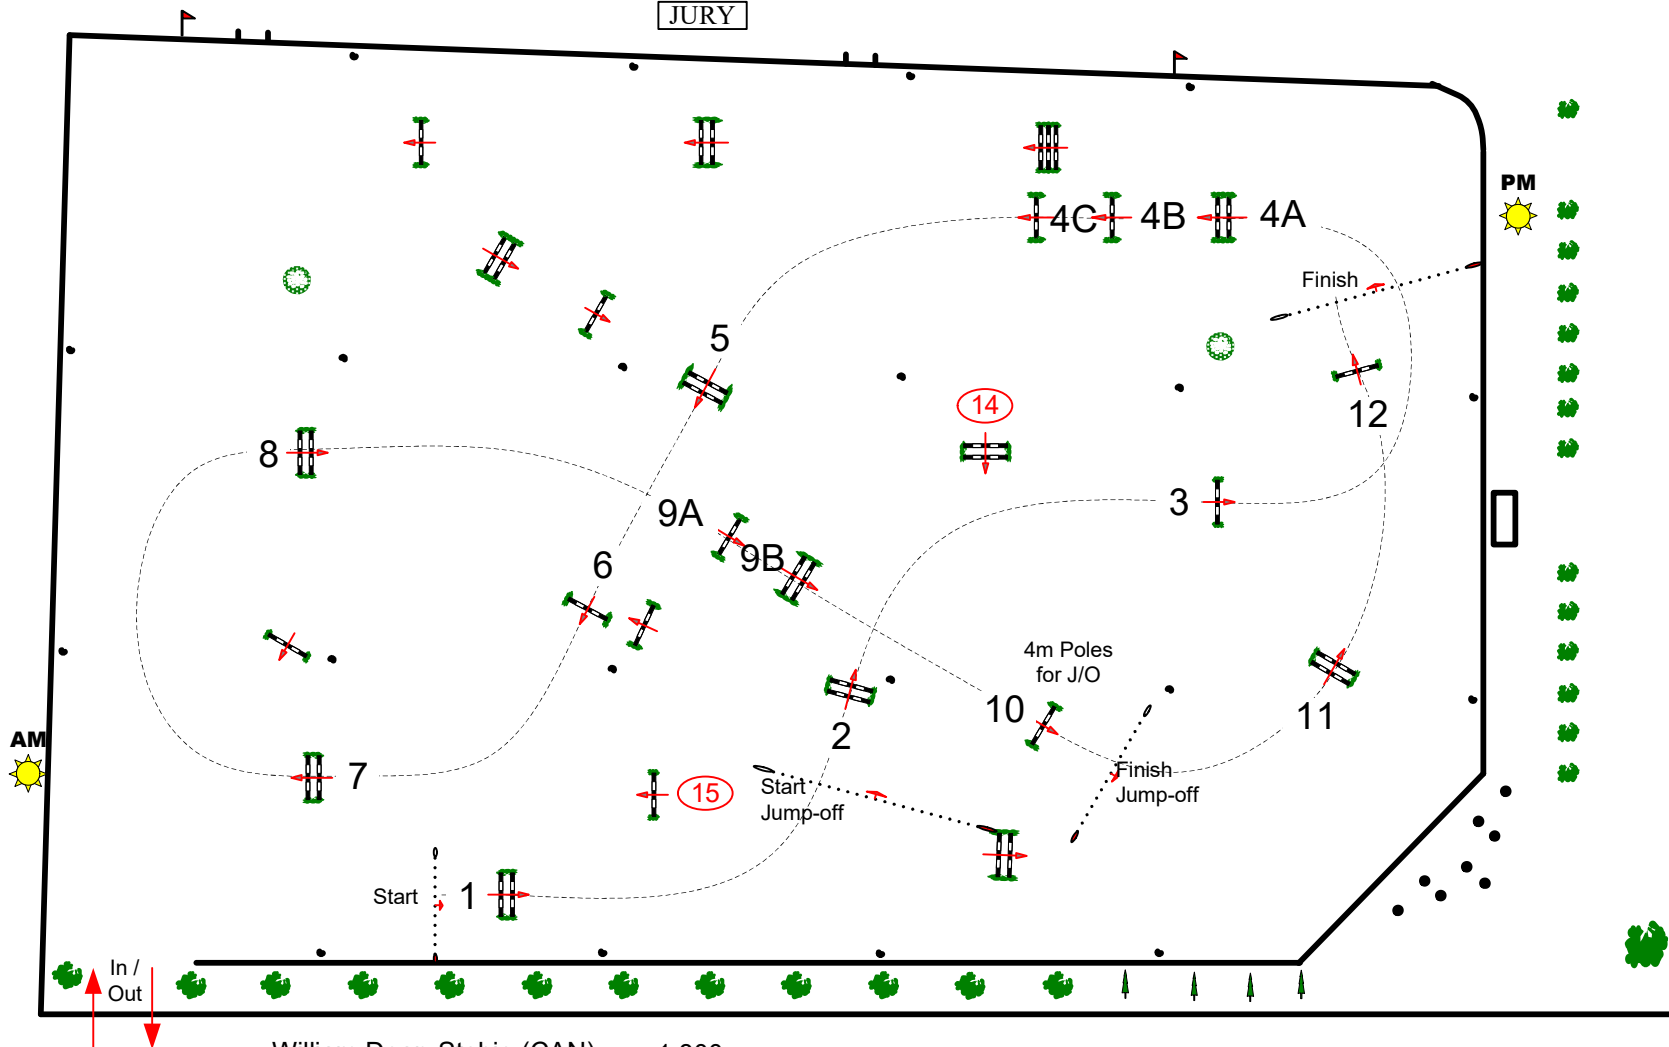 JURY
PM
4C
4B
4A
Finish
5
14
12
8
3
9A
9B
6
4m Poles
for J/O
10
11
2
AM
7
15
Start
Jump-off
Finish
Jump-off
Start
1
In /
Out